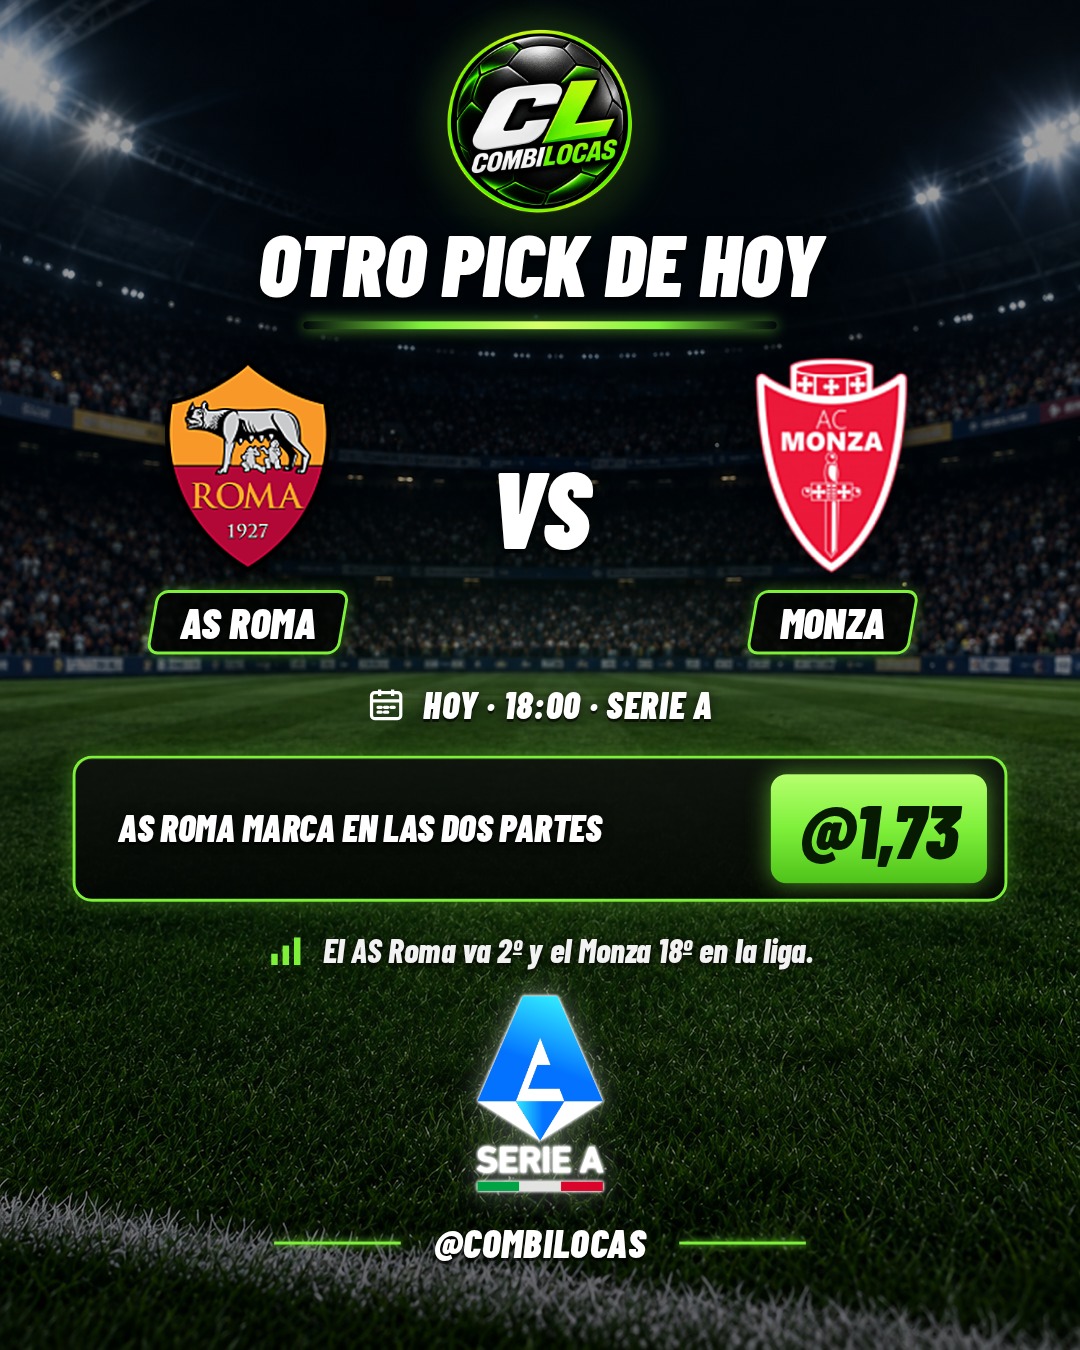 CL
COMBILOCAS
OTRO PICK DE HOY
ROMA
1927
VS
AC
MONZA
AS ROMA
MONZA
HOY · 18:00 · SERIE A
AS ROMA MARCA EN LAS DOS PARTES
@1,73
El AS Roma va 2º y el Monza 18º en la liga.
SERIE A
@COMBILOCAS